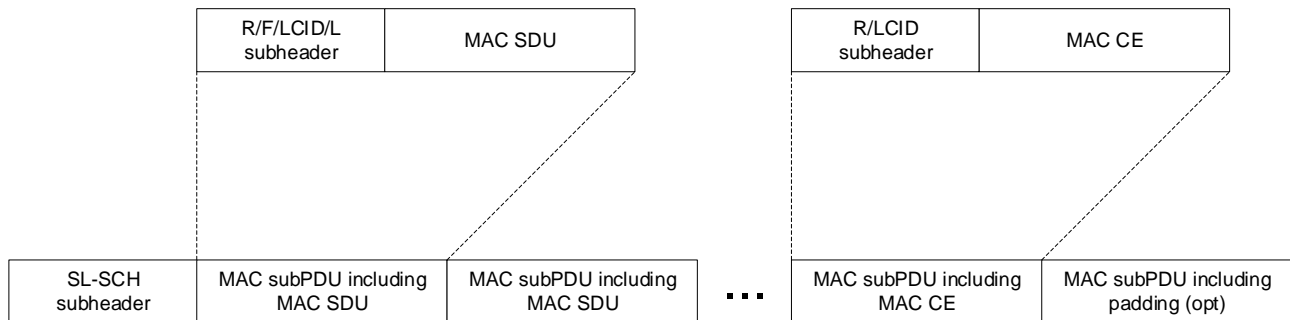 R/F/LCID/L
subheader
MAC SDU
R/LCID
subheader
MAC CE
SL-SCH
subheader
MAC subPDU including
MAC SDU
MAC subPDU including
MAC SDU
...
MAC subPDU including
MAC CE
MAC subPDU including
padding (opt)